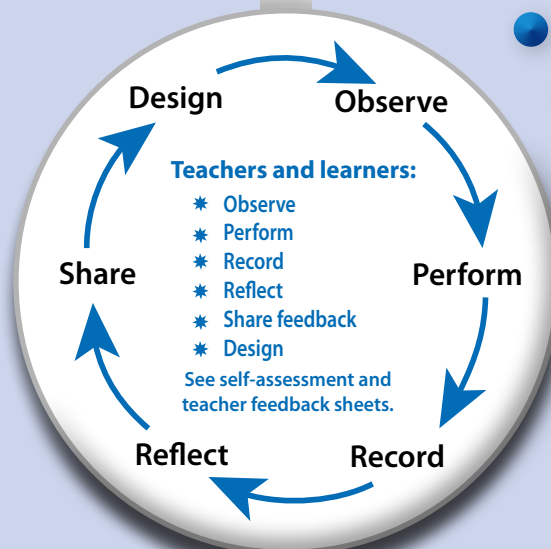 Design
Observe
Teachers and learners:
Observe
Perform
Record
Reflect
Share feedback
Design
See self-assessment and
teacher feedback sheets.
Share
Perform
Reflect
Record